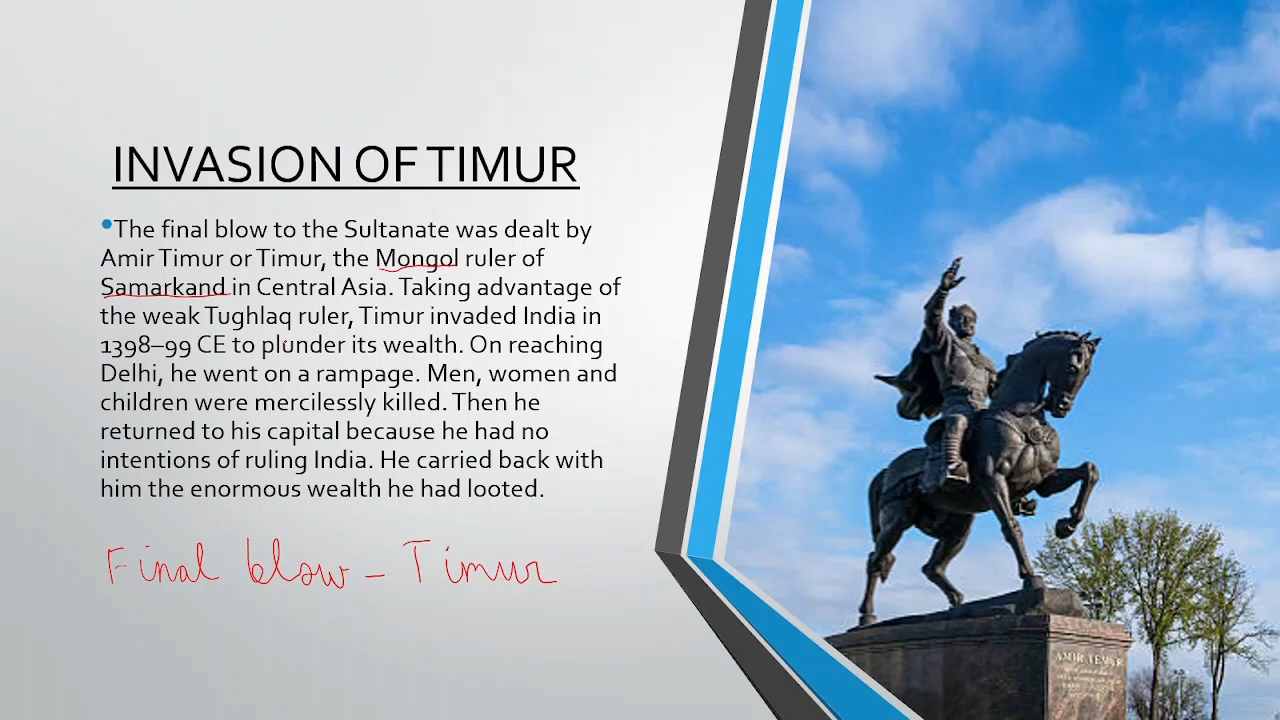 INVASION OF TIMUR
•The final blow to the Sultanate was dealt by
Amir Timur or Timur, the Mongol ruler of
Samarkand in Central Asia. Taking advantage of
the weak Tughlaq ruler, Timur invaded India in
1398–99 CE to plunder its wealth. On reaching
Delhi, he went on a rampage. Men, women and
children were mercilessly killed. Then he
returned to his capital because he had no
intentions of ruling India. He carried back with
him the enormous wealth he had looted.
Final blow – Timur
AMIR TEMUR